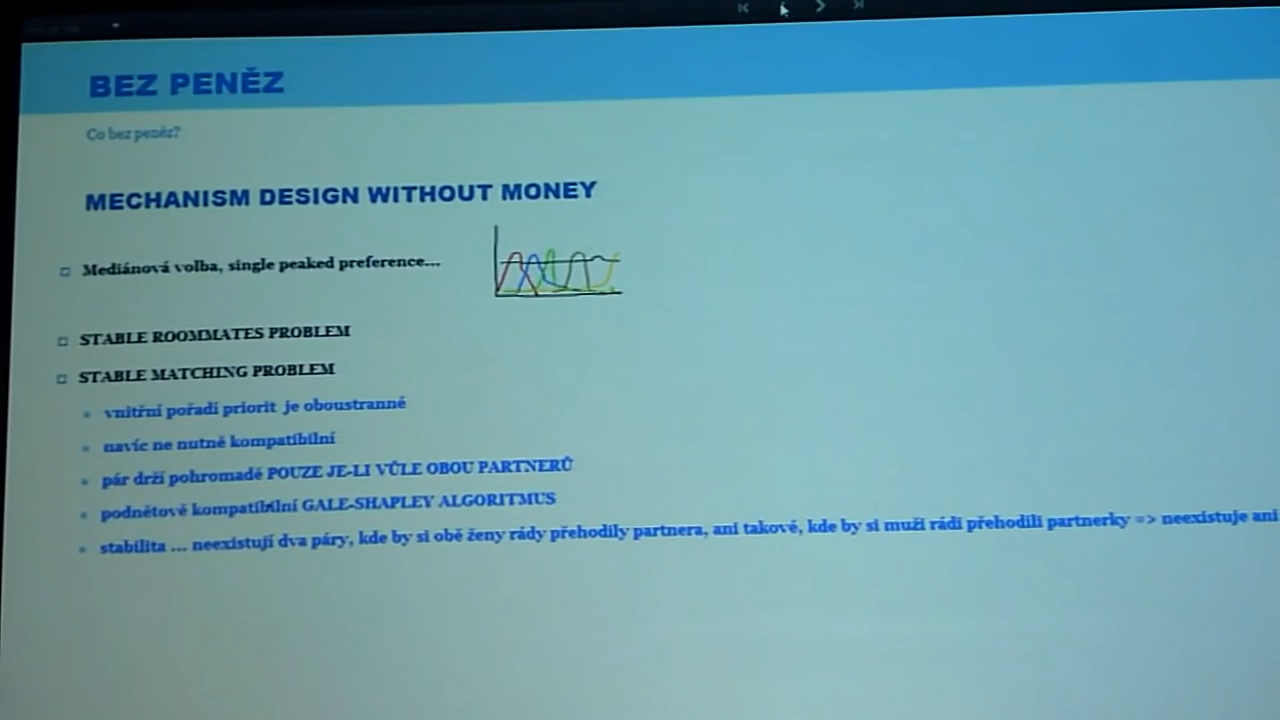 BEZ PENĚZ
Co bez peněz?
MECHANISM DESIGN WITHOUT MONEY
Mediánová volba, single peaked preference...
STABLE ROOMMATES PROBLEM
STABLE MATCHING PROBLEM
vnitřní pořadí priorit je oboustranné
navíc ne nutně kompatibilní
pár drží pohromadě POUZE JE-LI VŮLE OBOU PARTNERŮ
podnětově kompatibilní GALE-SHAPLEY ALGORITMUS
stabilita ... neexistují dva páry, kde by si obě ženy rády přehodily partnera, ani takové, kde by si muži rádi přehodili partnerky => neexistuje ani